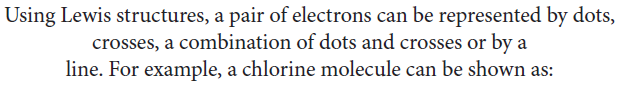 Using Lewis structures, a pair of electrons can be represented by dots,
crosses, a combination of dots and crosses or by a
line. For example, a chlorine molecule can be shown as: